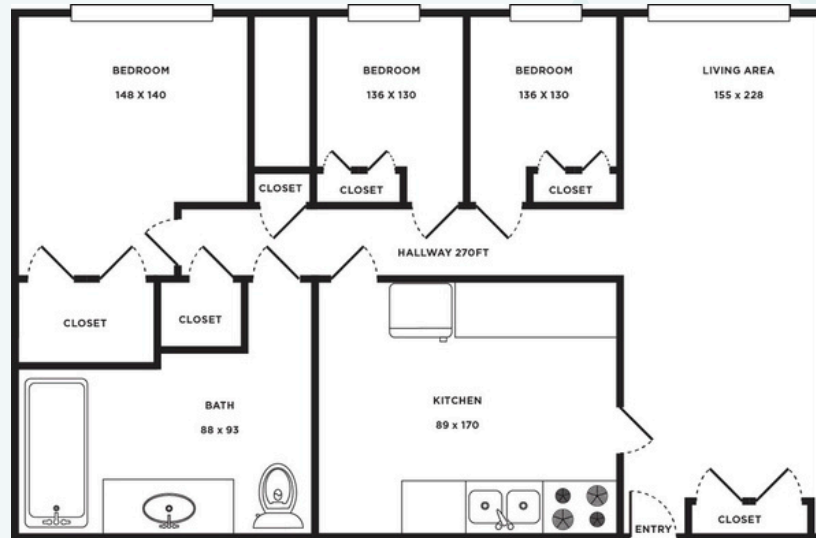 BEDROOM
148 X 140
BEDROOM
136 X 130
BEDROOM
136 X 130
LIVING AREA
155 x 228
CLOSET
CLOSET
CLOSET
HALLWAY 270FT
CLOSET
CLOSET
BATH
88 x 93
KITCHEN
89 x 170
ENTRY
CLOSET